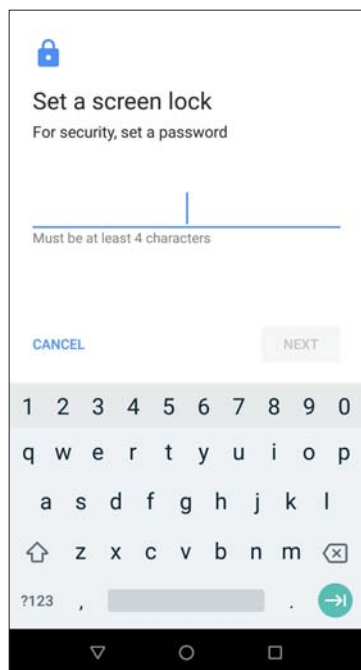 Set a screen lock
For security, set a password
Must be at least 4 characters
CANCEL NEXT
1 2 3 4 5 6 7 8 9 0
q w e r t y u i o p
a s d f g h j k l
z x c v b n m
?123 , .